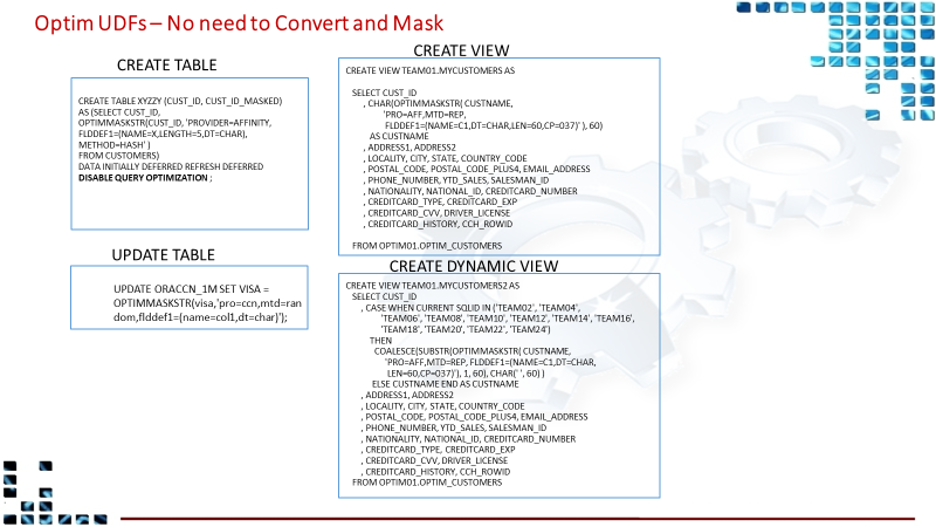 Optim UDFs – No need to Convert and Mask
CREATE TABLE
CREATE TABLE XYZZY (CUST_ID, CUST_ID_MASKED)
AS (SELECT CUST_ID,
OPTIMMASKSTR(CUST_ID, 'PROVIDER=AFFINITY,
FLDDEF1=(NAME=X,LENGTH=5,DT=CHAR),
METHOD=HASH' )
FROM CUSTOMERS)
DATA INITIALLY DEFERRED REFRESH DEFERRED
DISABLE QUERY OPTIMIZATION ;
UPDATE TABLE
UPDATE ORACCN_1M SET VISA =
OPTIMMASKSTR(visa,'pro=ccn,mtd=ran
dom,flddef1=(name=col1,dt=char)');
CREATE VIEW
CREATE VIEW TEAM01.MYCUSTOMERS AS
SELECT CUST_ID
, CHAR(OPTIMMASKSTR( CUSTNAME,
'PRO=AFF,MTD=REP,
FLDDEF1=(NAME=C1,DT=CHAR,LEN=60,CP=037)' ), 60)
AS CUSTNAME
, ADDRESS1, ADDRESS2
, LOCALITY, CITY, STATE, COUNTRY_CODE
, POSTAL_CODE, POSTAL_CODE_PLUS4, EMAIL_ADDRESS
, PHONE_NUMBER, YTD_SALES, SALESMAN_ID
, NATIONALITY, NATIONAL_ID, CREDITCARD_NUMBER
, CREDITCARD_TYPE, CREDITCARD_EXP
, CREDITCARD_CVV, DRIVER_LICENSE
, CREDITCARD_HISTORY, CCH_ROWID
FROM OPTIM01.OPTIM_CUSTOMERS
CREATE DYNAMIC VIEW
CREATE VIEW TEAM01.MYCUSTOMERS2 AS
SELECT CUST_ID
, CASE WHEN CURRENT SQLID IN ('TEAM02', 'TEAM04',
'TEAM06', 'TEAM08', 'TEAM10', 'TEAM12', 'TEAM14', 'TEAM16',
'TEAM18', 'TEAM20', 'TEAM22', 'TEAM24')
THEN
COALESCE(SUBSTR(OPTIMMASKSTR( CUSTNAME,
'PRO=AFF,MTD=REP, FLDDEF1=(NAME=C1,DT=CHAR,
LEN=60,CP=037)'), 1, 60), CHAR(' ', 60) )
ELSE CUSTNAME END AS CUSTNAME
, ADDRESS1, ADDRESS2
, LOCALITY, CITY, STATE, COUNTRY_CODE
, POSTAL_CODE, POSTAL_CODE_PLUS4, EMAIL_ADDRESS
, PHONE_NUMBER, YTD_SALES, SALESMAN_ID
, NATIONALITY, NATIONAL_ID, CREDITCARD_NUMBER
, CREDITCARD_TYPE, CREDITCARD_EXP
, CREDITCARD_CVV, DRIVER_LICENSE
, CREDITCARD_HISTORY, CCH_ROWID
FROM OPTIM01.OPTIM_CUSTOMERS